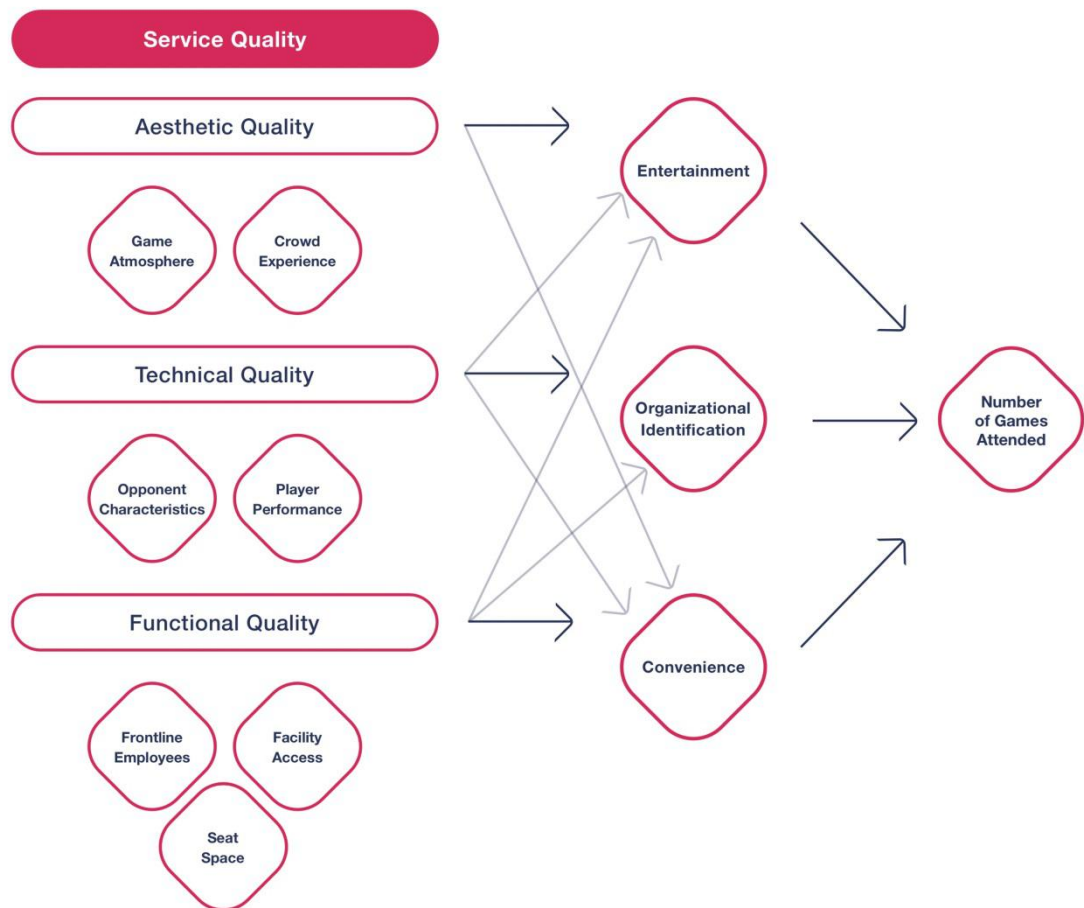 Service Quality
Aesthetic Quality
Game
Atmosphere
Crowd
Experience
Technical Quality
Opponent
Characteristics
Player
Performance
Functional Quality
Frontline
Employees
Facility
Access
Seat
Space
Entertainment
Organizational
Identification
Convenience
Number
of Games
Attended